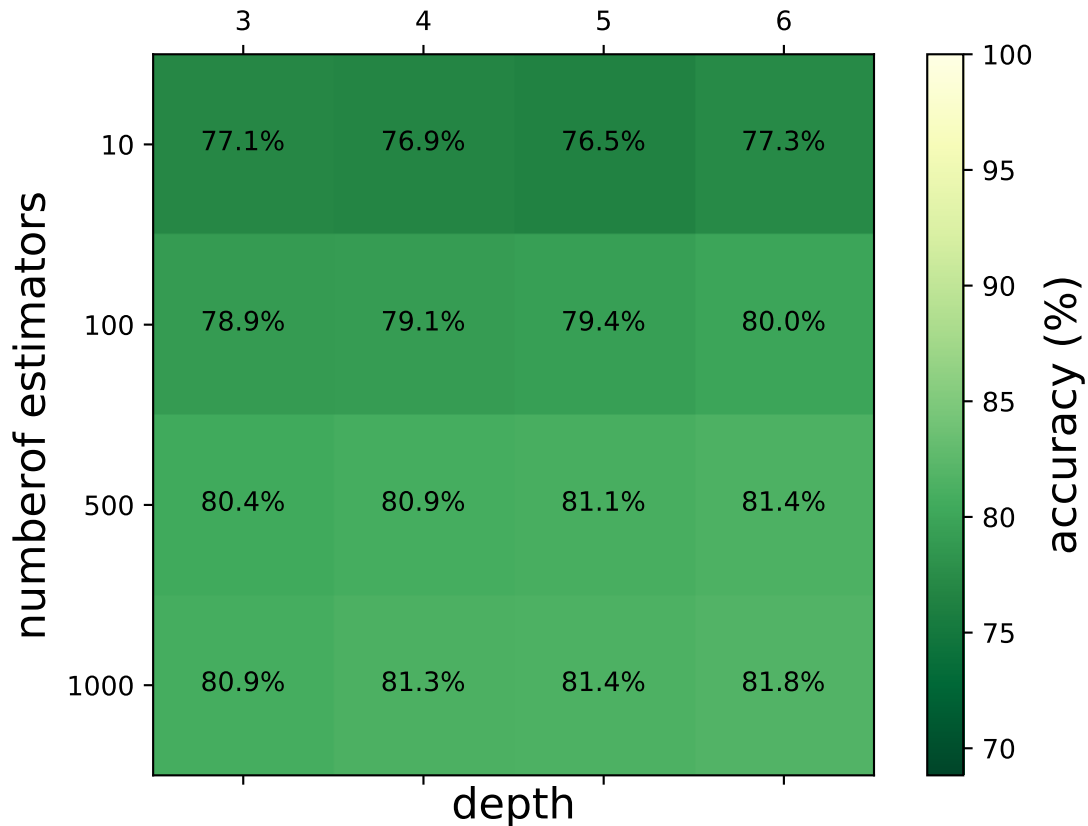 3 4 5 6
10 77.1% 76.9% 76.5% 77.3%
100 78.9% 79.1% 79.4% 80.0%
500 80.4% 80.9% 81.1% 81.4%
1000 80.9% 81.3% 81.4% 81.8%
numberof estimators
depth
100
95
90
85
80
75
70
accuracy (%)